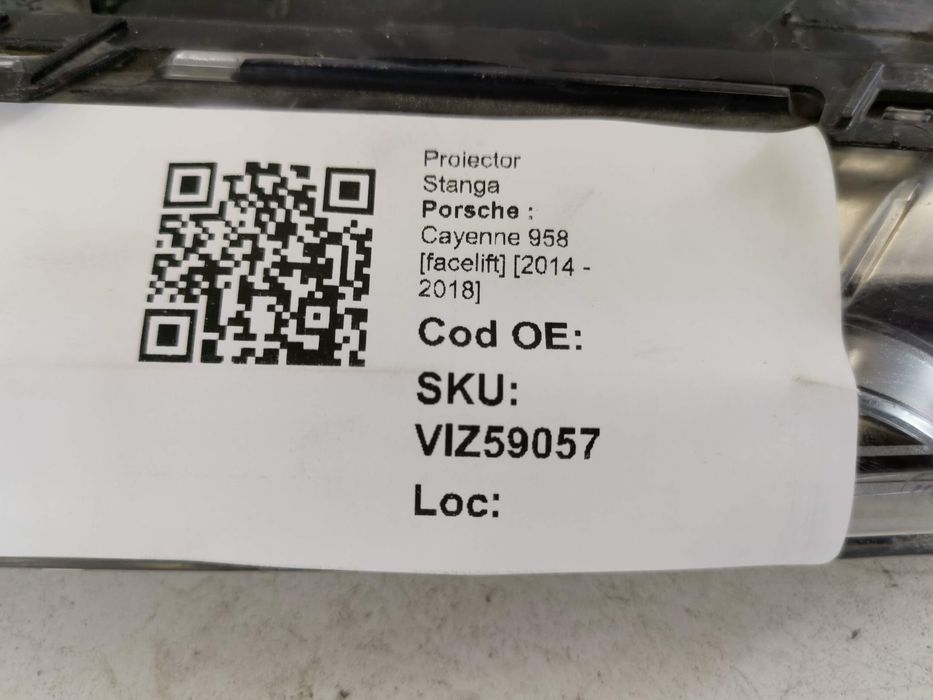 Proiector
Stanga
Porsche :
Cayenne 958
[facelift] [2014 -
2018]
Cod OE:
SKU:
VIZ59057
Loc: